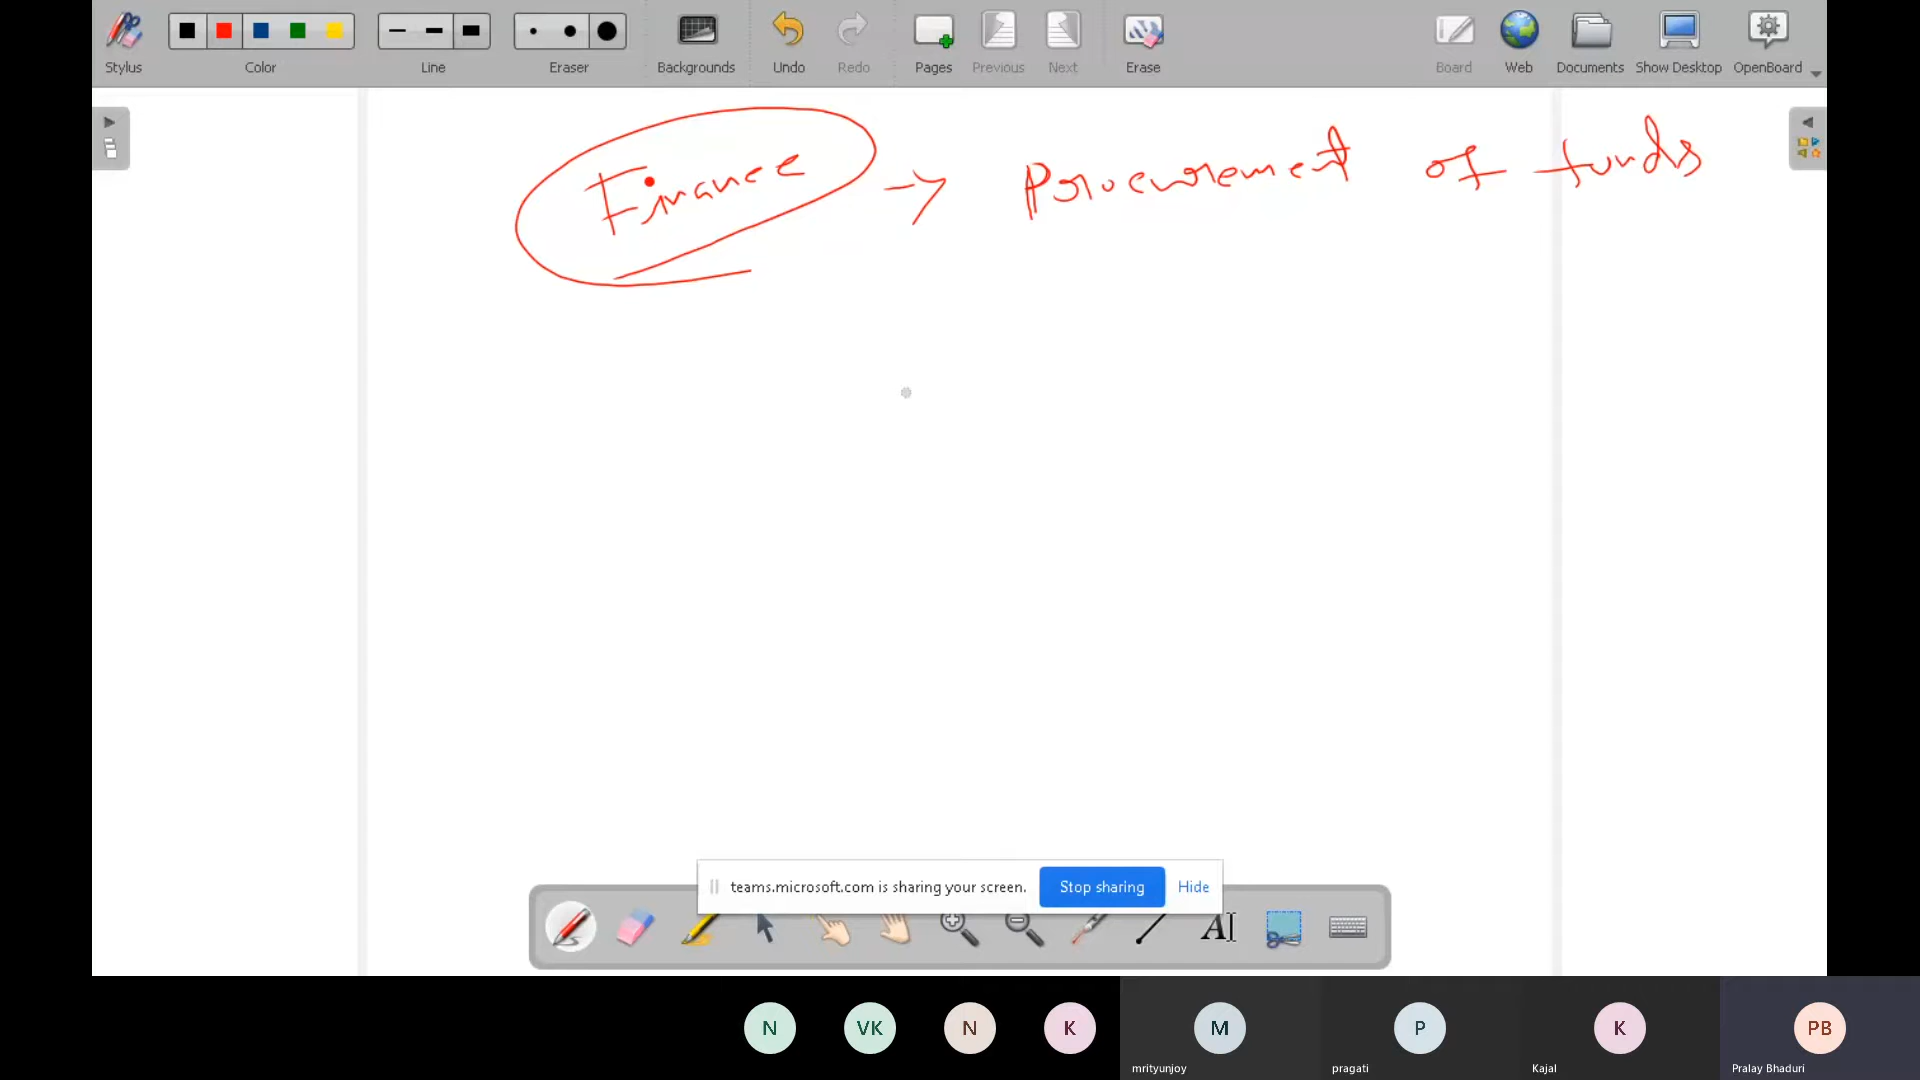 Stylus
Color
Line
Eraser
Backgrounds
Undo
Redo
Pages
Previous
Next
Erase
Board
Web
Documents
Show Desktop
OpenBoard
Finance → Procurement of funds
teams.microsoft.com is sharing your screen.
Stop sharing
Hide
A
N
VK
N
K
M
P
K
PB
mrityunjoy
pragati
Kajal
Pralay Bhaduri